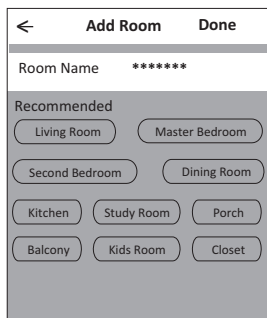 ← Add Room Done
Room Name *******
Recommended
Living Room Master Bedroom
Second Bedroom Dining Room
Kitchen Study Room Porch
Balcony Kids Room Closet